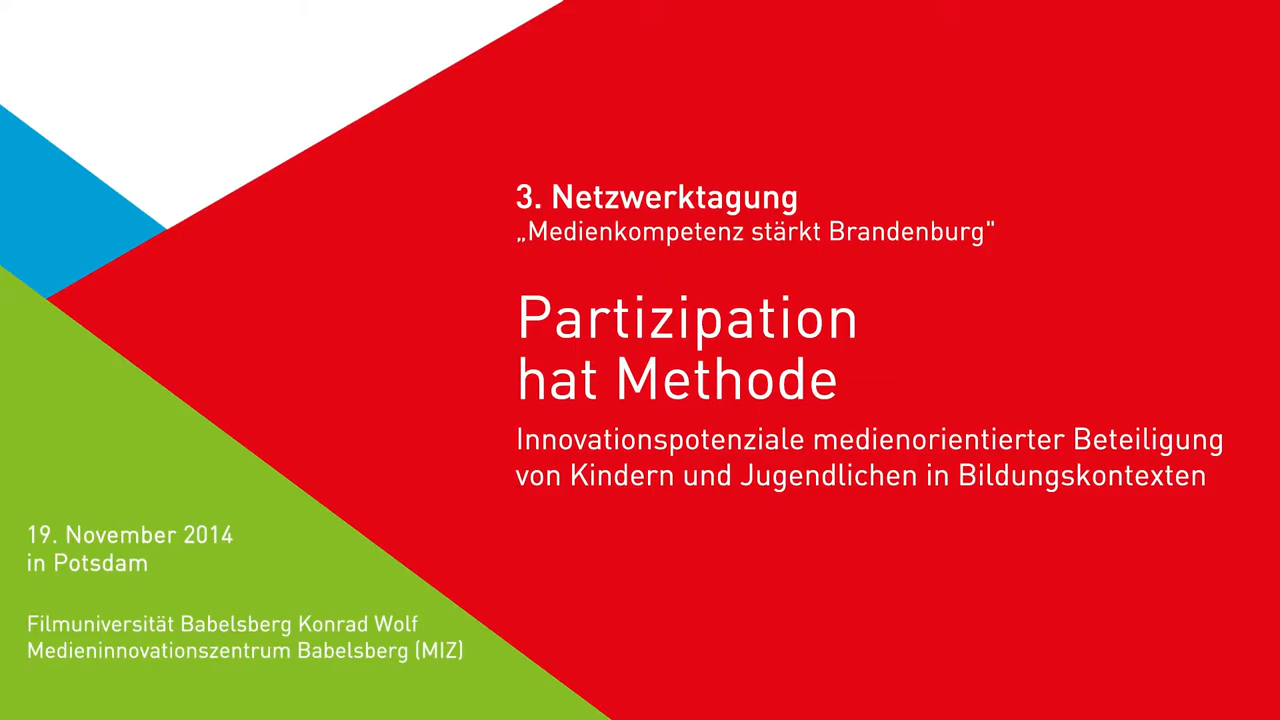 3. Netzwerktagung
„Medienkompetenz stärkt Brandenburg"
Partizipation
hat Methode
Innovationspotenziale medienorientierter Beteiligung
von Kindern und Jugendlichen in Bildungskontexten
19. November 2014
in Potsdam
Filmuniversität Babelsberg Konrad Wolf
Medieninnovationszentrum Babelsberg (MIZ)